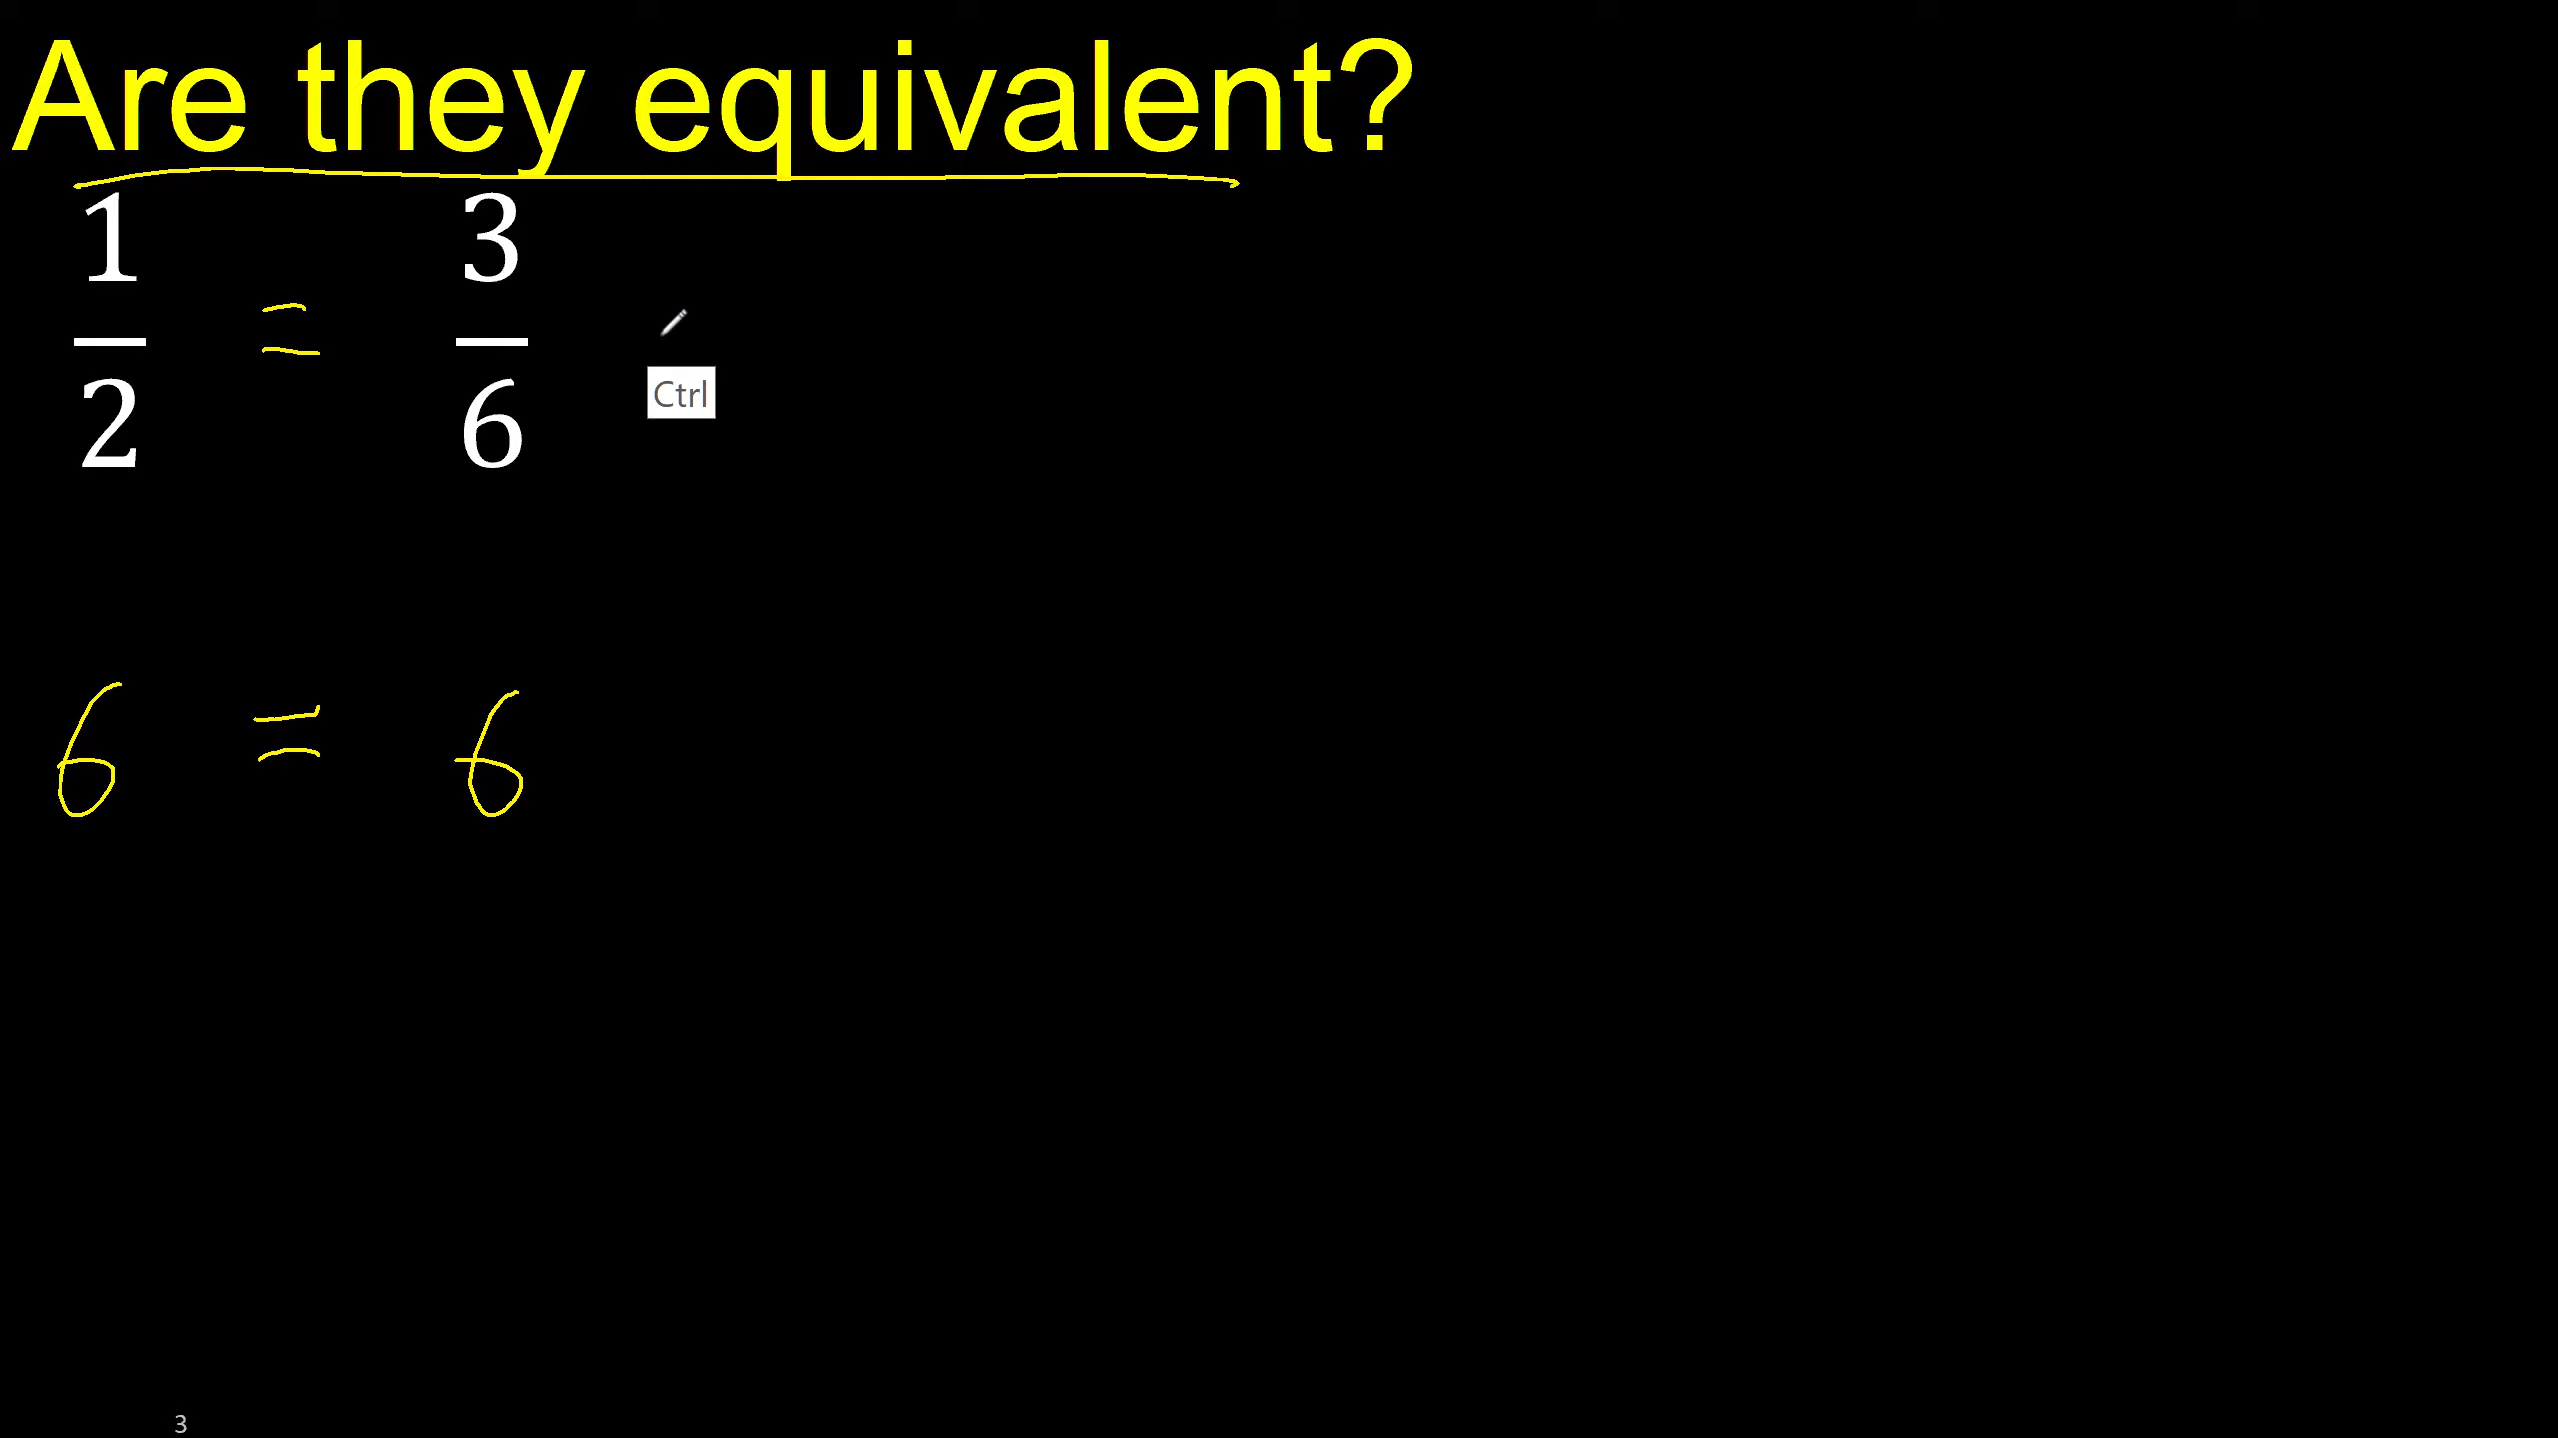 Are they equivalent?
1/2 = 3/6
Ctrl
6 = 6
3